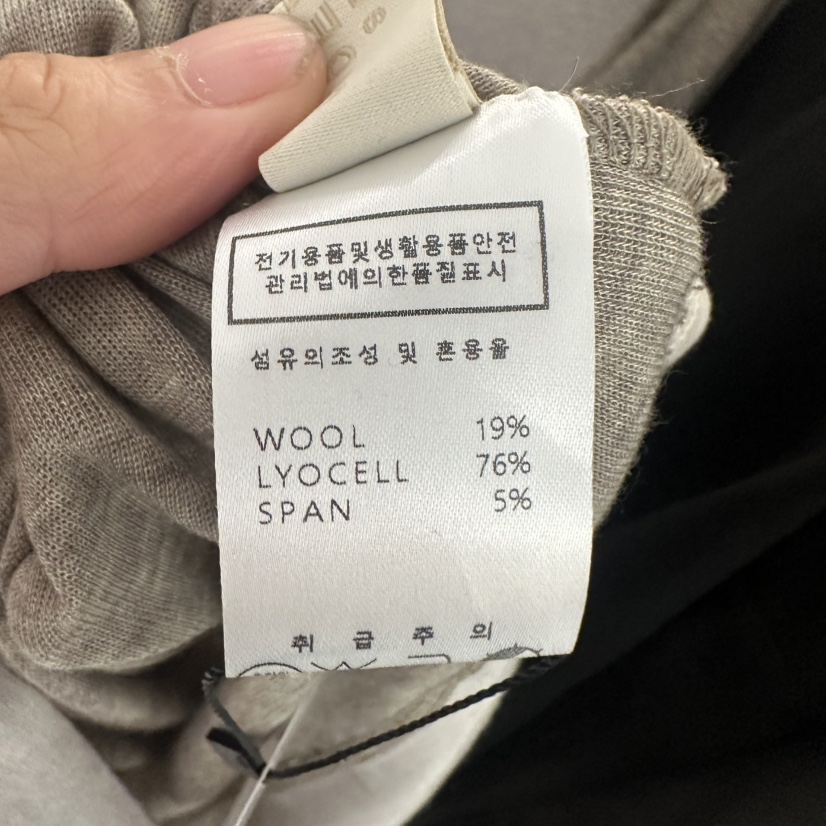 전기용품및생활용품안전
관리법에의한품질표시
섬유의조성 및 혼용율
WOOL 19%
LYOCELL 76%
SPAN 5%
취 급 주 의